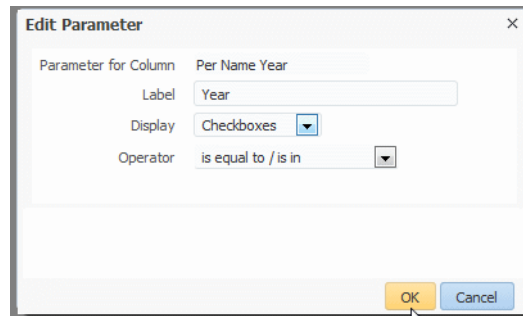 Edit Parameter
Parameter for Column Per Name Year
Label Year
Display Checkboxes
Operator is equal to / is in
OK Cancel